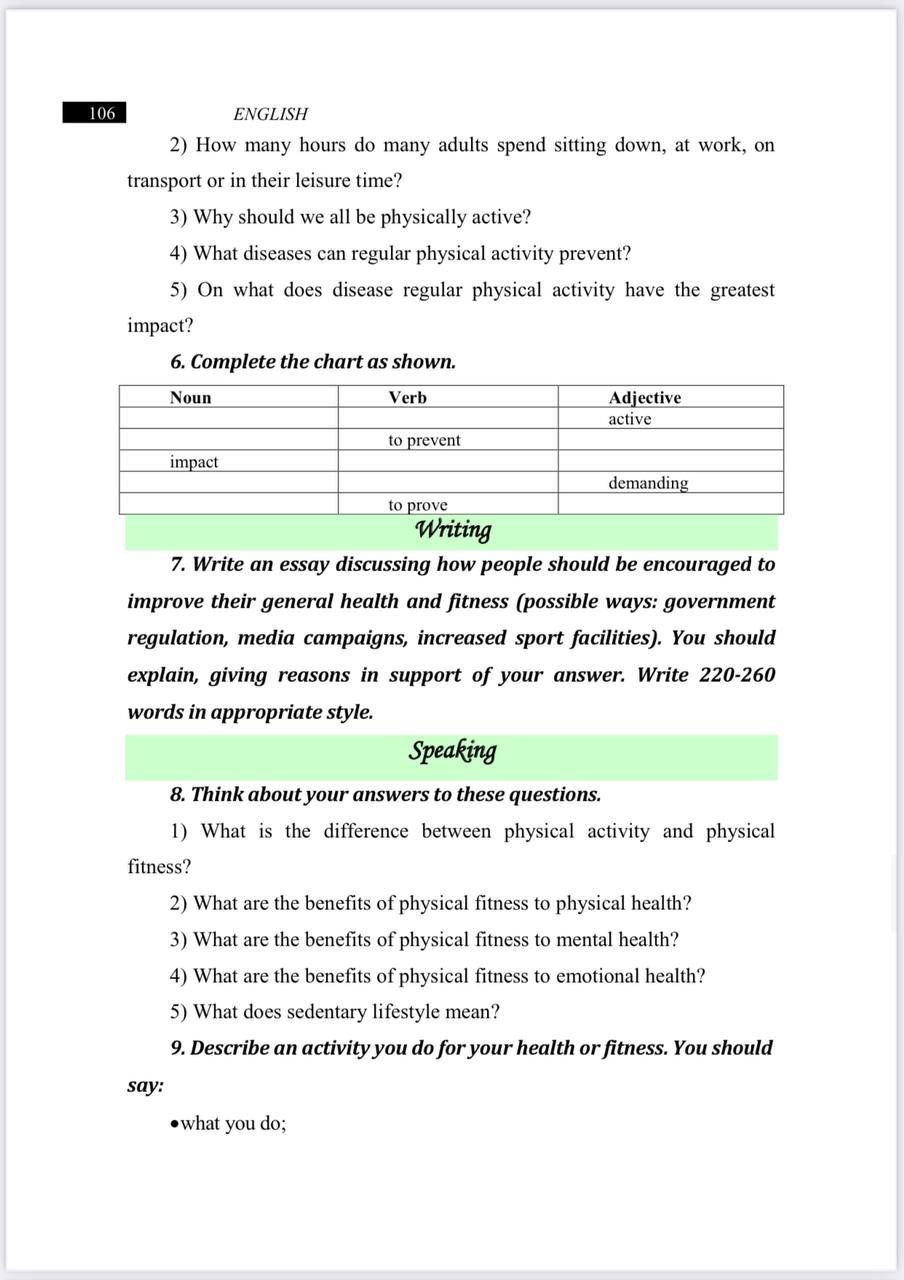 106 ENGLISH
2) How many hours do many adults spend sitting down, at work, on
transport or in their leisure time?
3) Why should we all be physically active?
4) What diseases can regular physical activity prevent?
5) On what does disease regular physical activity have the greatest
impact?
6. Complete the chart as shown.
Noun Verb Adjective
active
to prevent
impact
demanding
to prove
Writing
7. Write an essay discussing how people should be encouraged to
improve their general health and fitness (possible ways: government
regulation, media campaigns, increased sport facilities). You should
explain, giving reasons in support of your answer. Write 220-260
words in appropriate style.
Speaking
8. Think about your answers to these questions.
1) What is the difference between physical activity and physical
fitness?
2) What are the benefits of physical fitness to physical health?
3) What are the benefits of physical fitness to mental health?
4) What are the benefits of physical fitness to emotional health?
5) What does sedentary lifestyle mean?
9. Describe an activity you do for your health or fitness. You should
say:
•what you do;